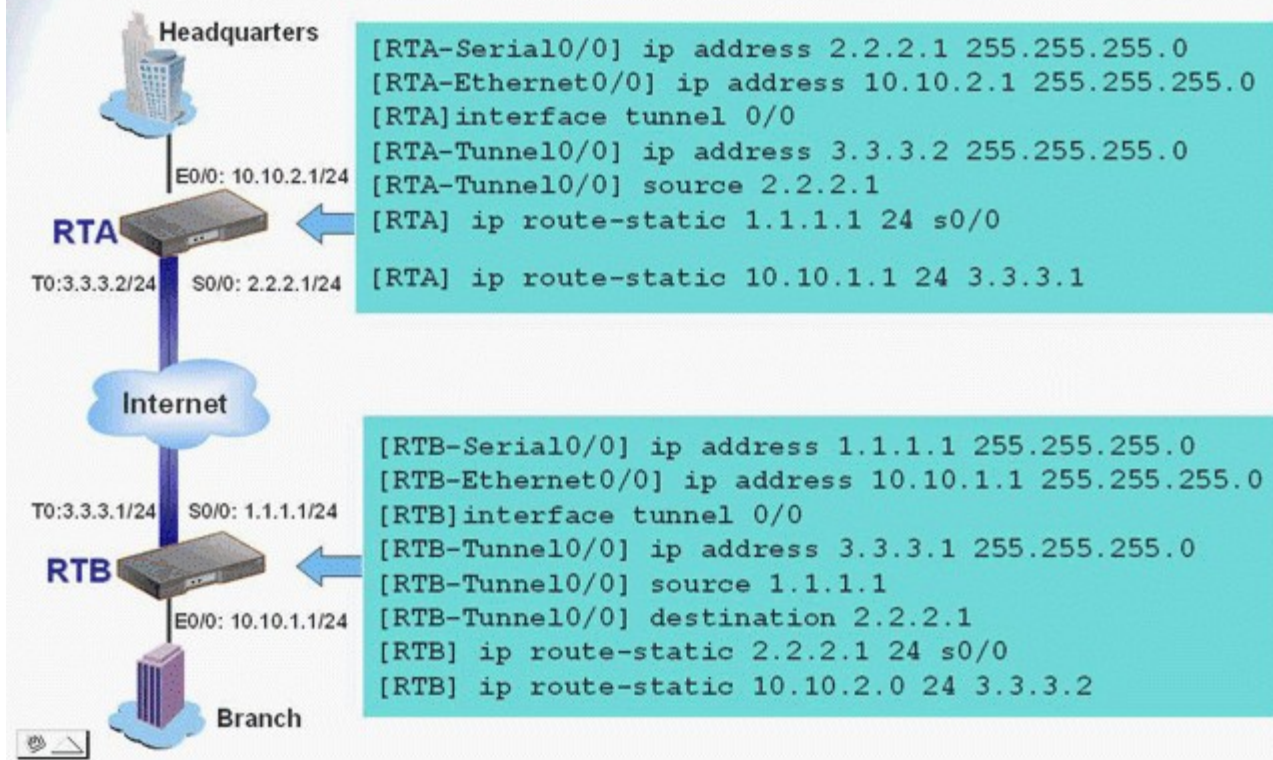 Headquarters
[RTA-Serial0/0] ip address 2.2.2.1 255.255.255.0
[RTA-Ethernet0/0] ip address 10.10.2.1 255.255.255.0
[RTA]interface tunnel 0/0
[RTA-Tunnel0/0] ip address 3.3.3.2 255.255.255.0
[RTA-Tunnel0/0] source 2.2.2.1
[RTA] ip route-static 1.1.1.1 24 s0/0
[RTA] ip route-static 10.10.1.1 24 3.3.3.1
E0/0: 10.10.2.1/24
RTA
T0:3.3.3.2/24
S0/0: 2.2.2.1/24
Internet
[RTB-Serial0/0] ip address 1.1.1.1 255.255.255.0
[RTB-Ethernet0/0] ip address 10.10.1.1 255.255.255.0
[RTB]interface tunnel 0/0
[RTB-Tunnel0/0] ip address 3.3.3.1 255.255.255.0
[RTB-Tunnel0/0] source 1.1.1.1
[RTB-Tunnel0/0] destination 2.2.2.1
[RTB] ip route-static 2.2.2.1 24 s0/0
[RTB] ip route-static 10.10.2.0 24 3.3.3.2
T0:3.3.3.1/24
S0/0: 1.1.1.1/24
RTB
E0/0: 10.10.1.1/24
Branch